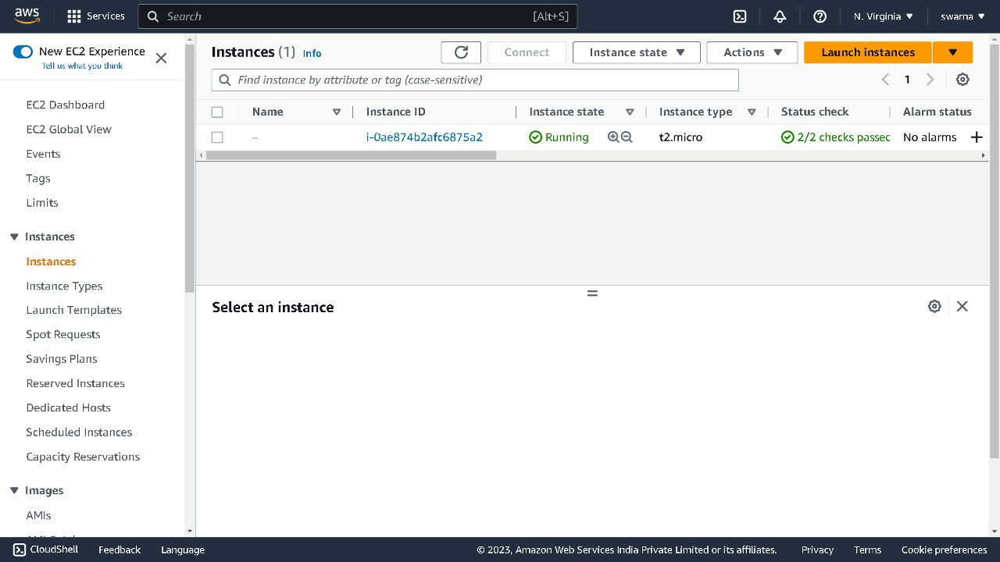 aws Services Search [Alt+S] N. Virginia swarna
New EC2 Experience
Tell us what you think
EC2 Dashboard
EC2 Global View
Events
Tags
Limits
Instances
Instances
Instance Types
Launch Templates
Spot Requests
Savings Plans
Reserved Instances
Dedicated Hosts
Scheduled Instances
Capacity Reservations
Images
AMIs
Instances (1) Info Connect Instance state Actions Launch instances
Find instance by attribute or tag (case-sensitive) 1
Name Instance ID Instance state Instance type Status check Alarm status
– i-0ae874b2afc6875a2 Running t2.micro 2/2 checks passec No alarms
Select an instance
CloudShell Feedback Language © 2023, Amazon Web Services India Private Limited or its affiliates. Privacy Terms Cookie preferences